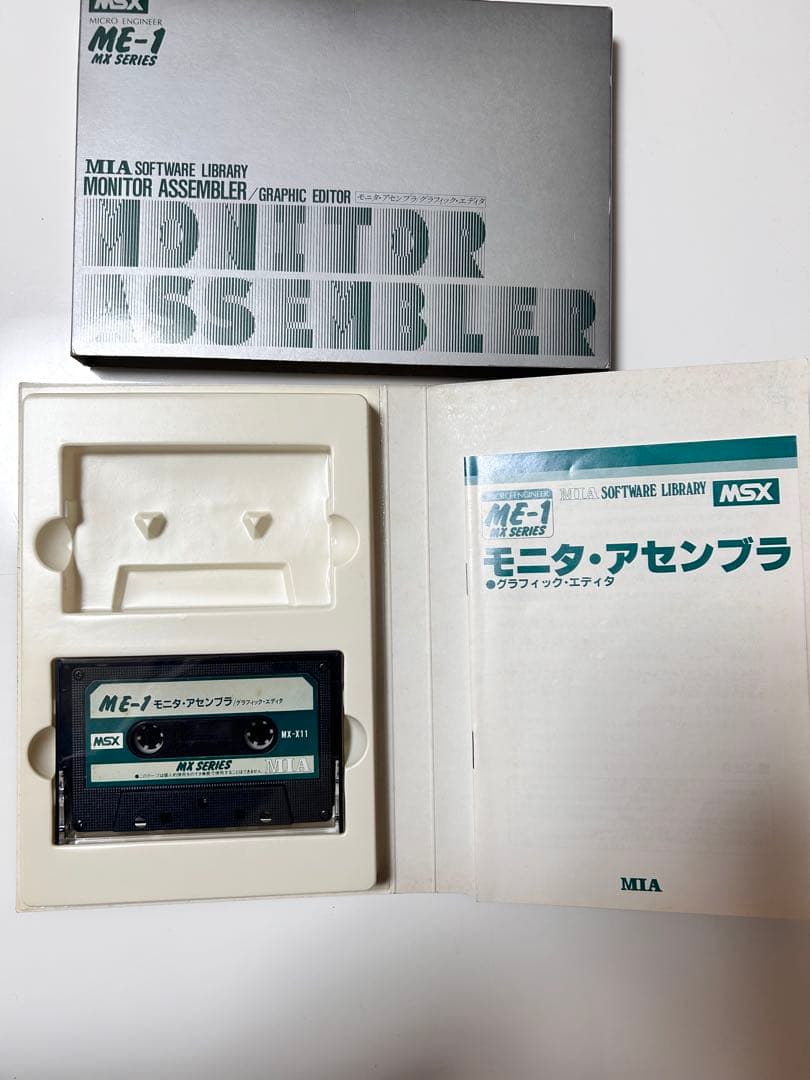 MSX
MICRO ENGINEER
ME-1
MX SERIES
MIA SOFTWARE LIBRARY
MONITOR ASSEMBLER/GRAPHIC EDITOR モニタ・アセンブラ/グラフィック・エディタ
MONITOR
ASSEMBLER
MICRO ENGINEER
ME-1
MX SERIES
MIA SOFTWARE LIBRARY MSX
モニタ・アセンブラ
●グラフィック・エディタ
MIA
ME-1 モニタ・アセンブラ/グラフィック・エディタ
MSX
MX-X11
MX SERIES MIA